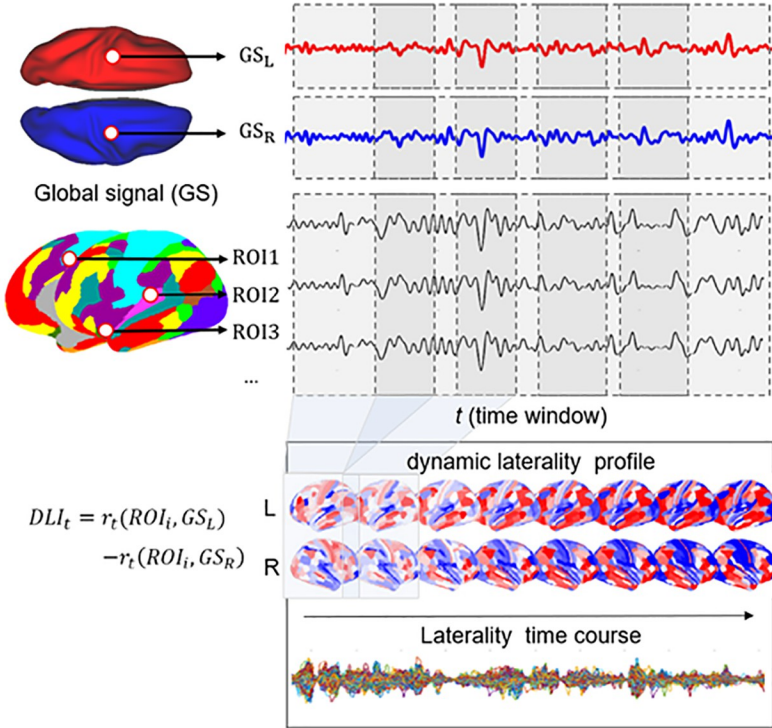 GS_L
GS_R
Global signal (GS)
ROI1
ROI2
ROI3
...
t (time window)
dynamic laterality profile
L
DLI_t = r_t(ROI_i, GS_L)
−r_t(ROI_i, GS_R)
R
Laterality time course